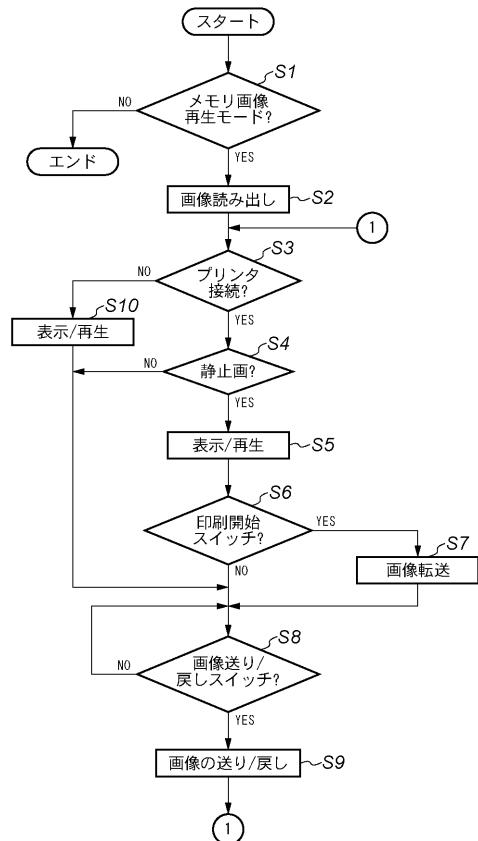 スタート
S1
メモリ画像
再生モード?
NO
エンド
YES
画像読み出し
S2
1
S3
プリンタ
接続?
NO
S10
表示/再生
YES
S4
静止画?
NO
YES
表示/再生
S5
S6
印刷開始
スイッチ?
YES
S7
画像転送
NO
S8
画像送り/
戻しスイッチ?
NO
YES
画像の送り/戻し
S9
1